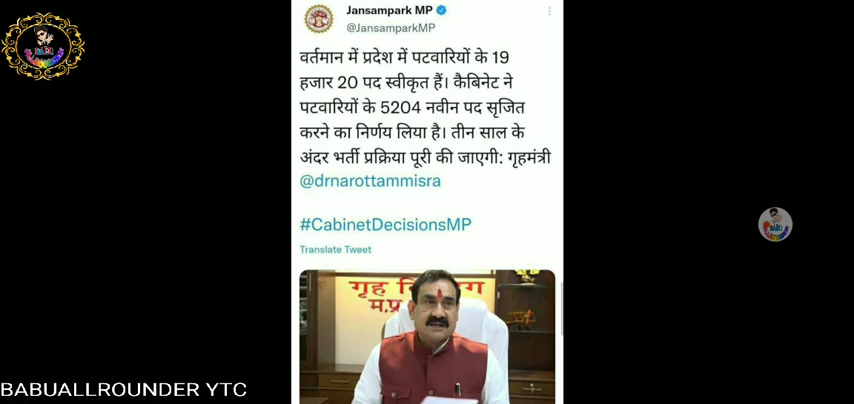 Jansampark MP
@JansamparkMP
वर्तमान में प्रदेश में पटवारियों के 19
हजार 20 पद स्वीकृत हैं। कैबिनेट ने
पटवारियों के 5204 नवीन पद सृजित
करने का निर्णय लिया है। तीन साल के
अंदर भर्ती प्रक्रिया पूरी की जाएगी: गृहमंत्री
@drnarottammisra
#CabinetDecisionsMP
Translate Tweet
गृह
म.प्र
BABUALLROUNDER YTC